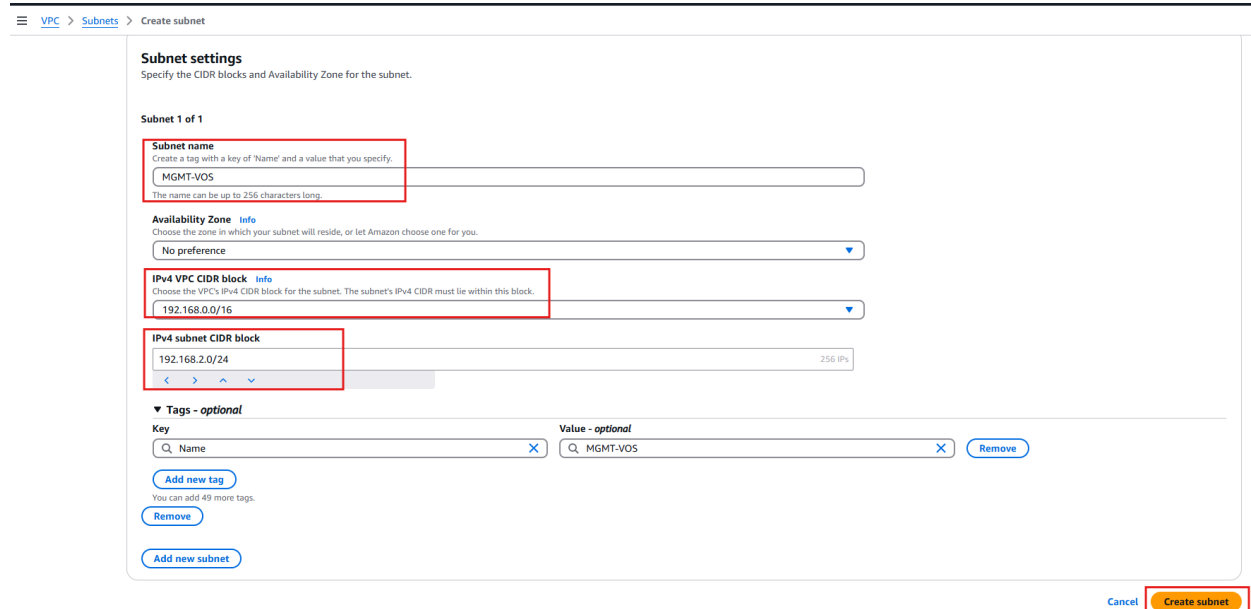 VPC > Subnets > Create subnet
Subnet settings
Specify the CIDR blocks and Availability Zone for the subnet.
Subnet 1 of 1
Subnet name
Create a tag with a key of 'Name' and a value that you specify.
MGMT-VOS
The name can be up to 256 characters long.
Availability Zone Info
Choose the zone in which your subnet will reside, or let Amazon choose one for you.
No preference
IPv4 VPC CIDR block Info
Choose the VPC's IPv4 CIDR block for the subnet. The subnet's IPv4 CIDR must lie within this block.
192.168.0.0/16
IPv4 subnet CIDR block
192.168.2.0/24 256 IPs
Tags - optional
Key Value - optional
Name MGMT-VOS Remove
Add new tag
You can add 49 more tags.
Remove
Add new subnet
Cancel Create subnet